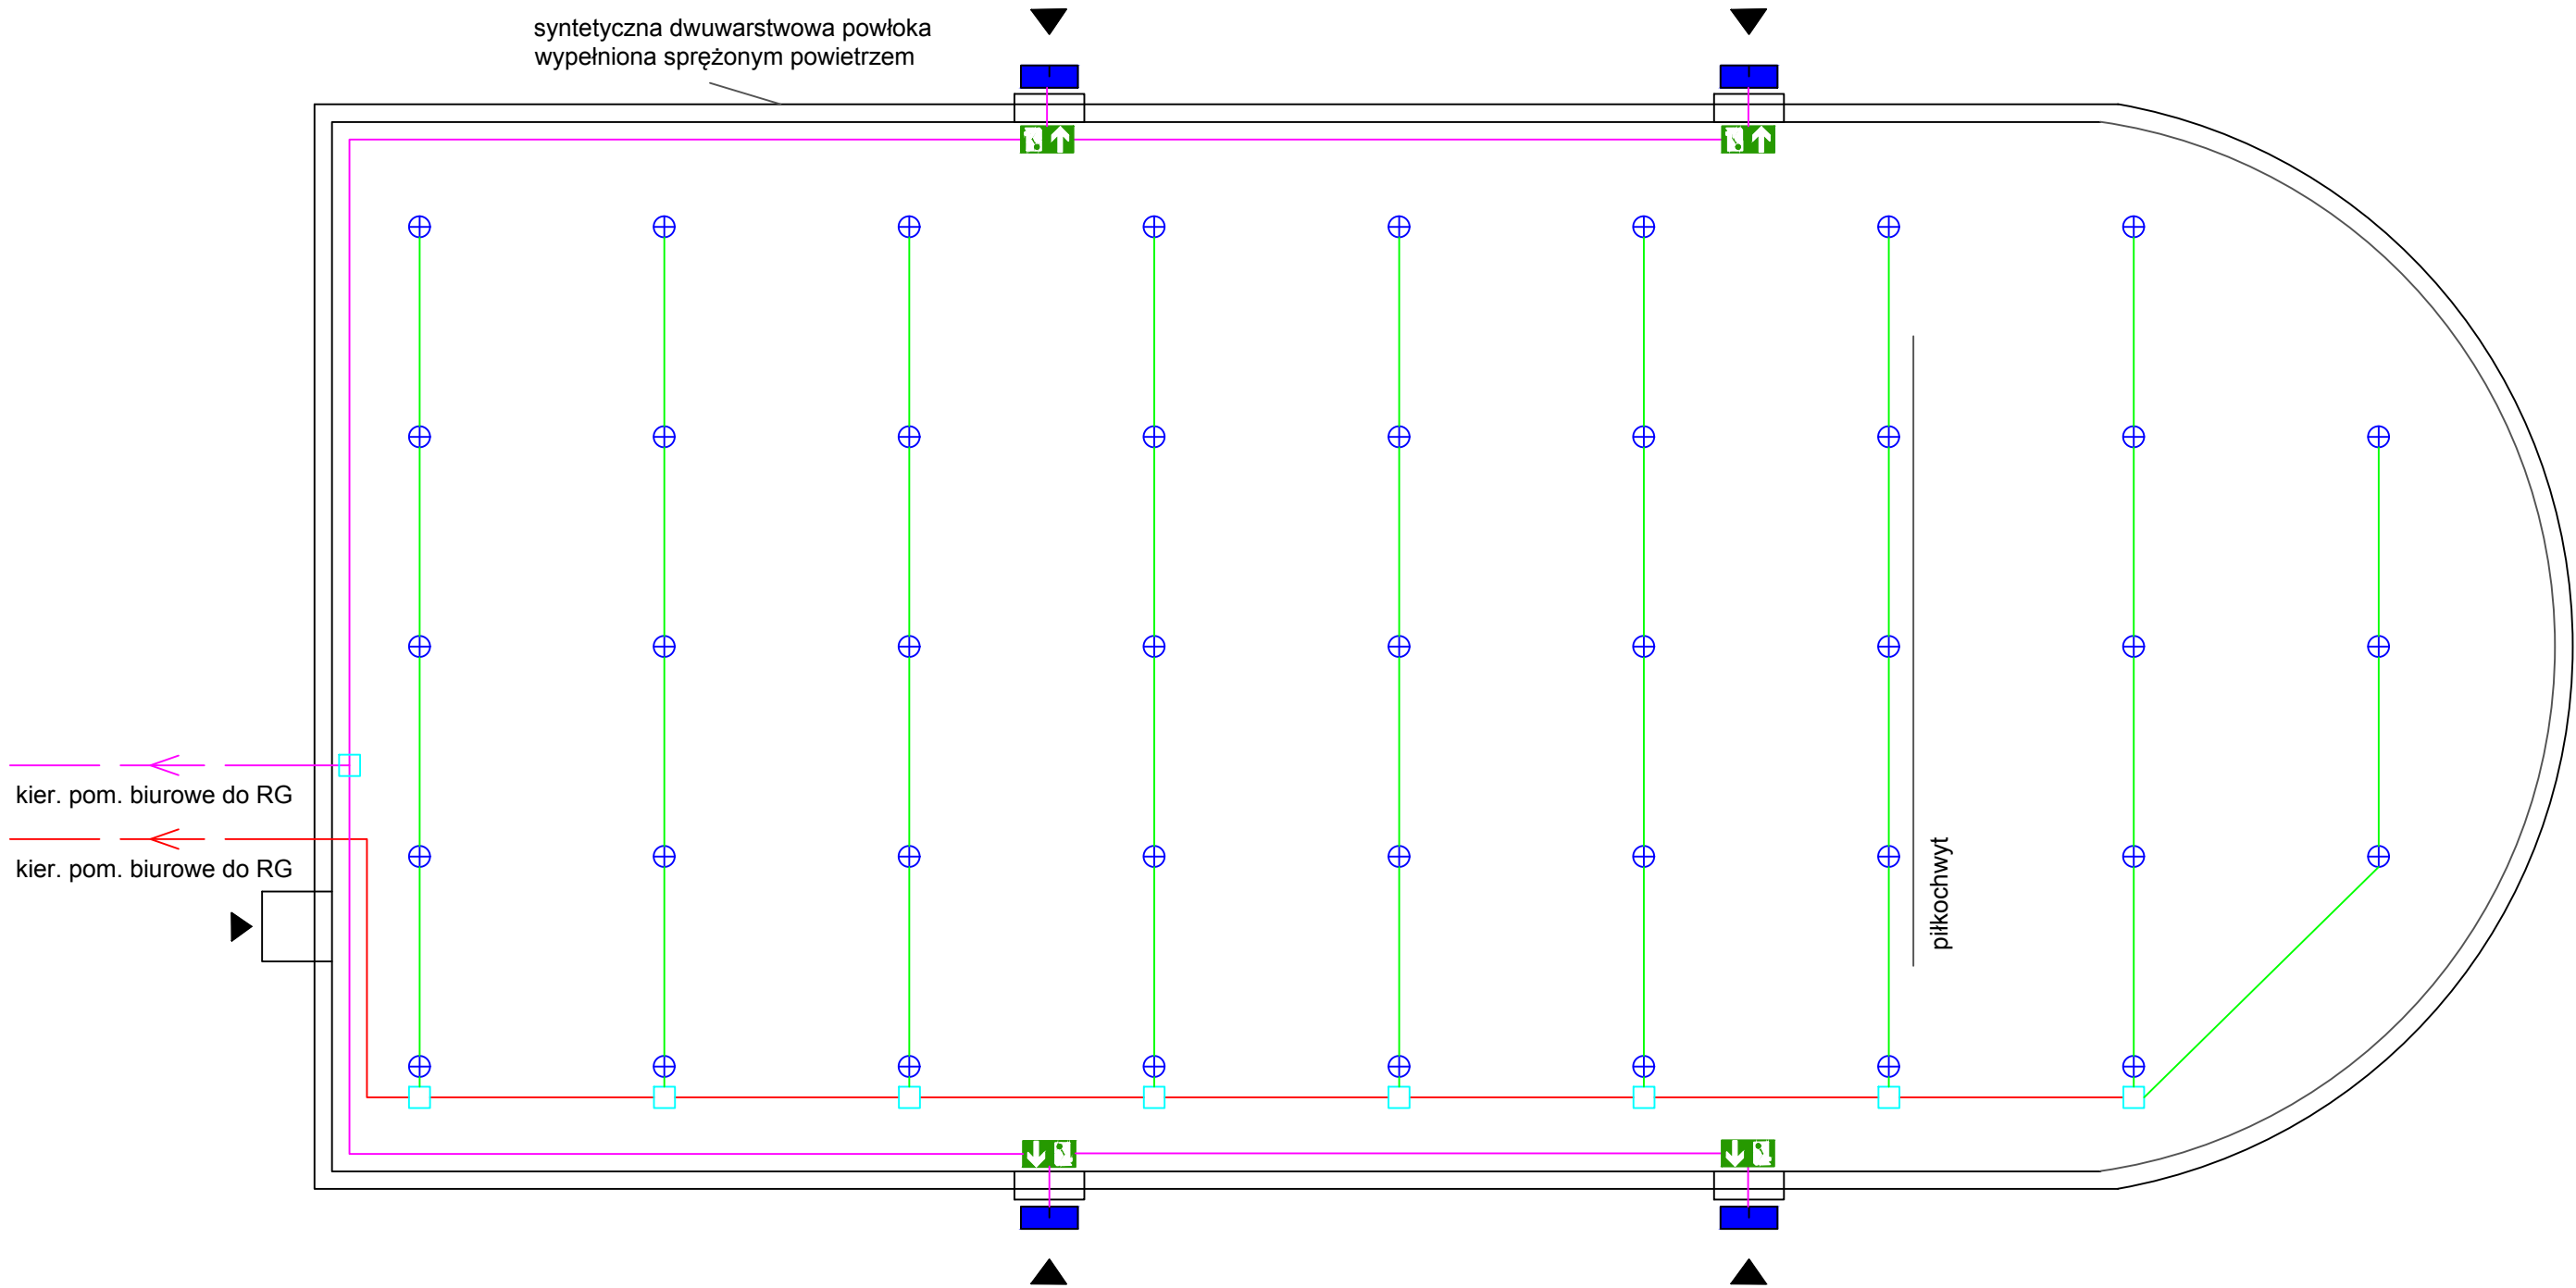 syntetyczna dwuwarstwowa powłoka
wypełniona sprężonym powietrzem
kier. pom. biurowe do RG
kier. pom. biurowe do RG
piłkochwyt